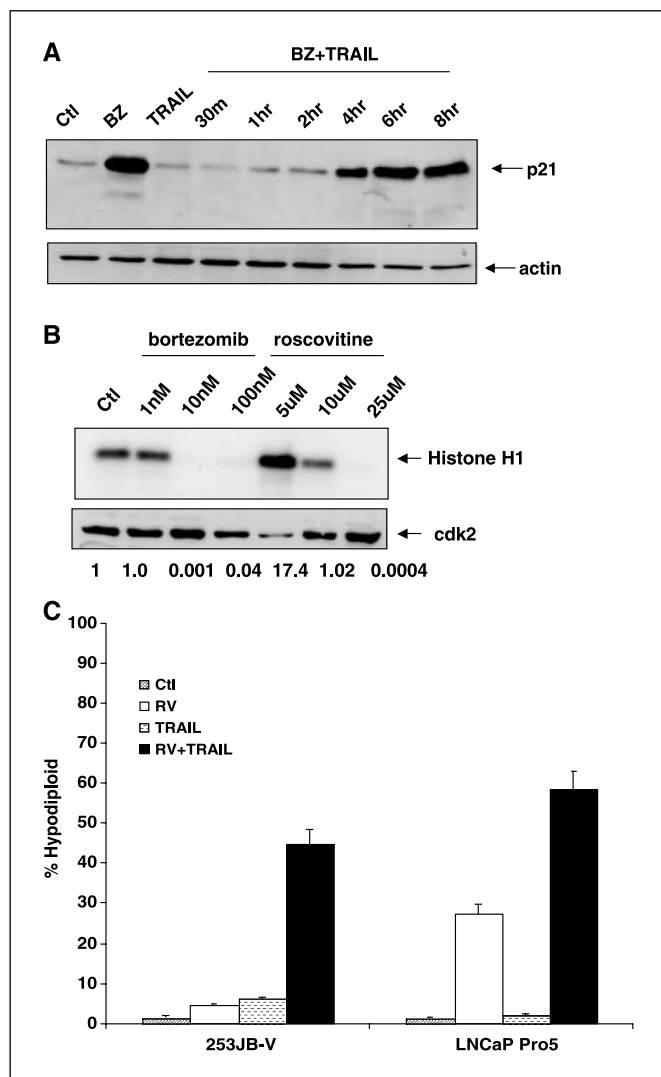 A
BZ+TRAIL
Ctl BZ TRAIL 30m 1hr 2hr 4hr 6hr 8hr
p21
actin
B
bortezomib roscovitine
Ctl 1nM 10nM 100nM 5uM 10uM 25uM
Histone H1
cdk2
1 1.0 0.001 0.04 17.4 1.02 0.0004
C
100
90
80
70
60
50
40
30
20
10
0
% Hypodiploid
Ctl
RV
TRAIL
RV+TRAIL
253JB-V LNCaP Pro5